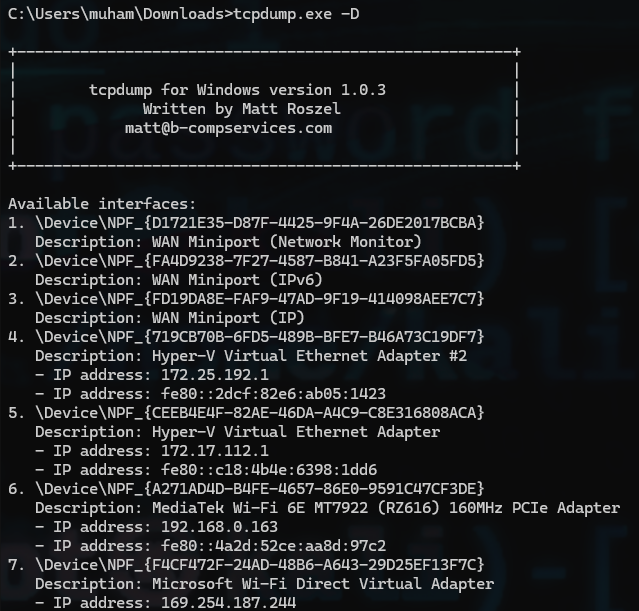 C:\Users\muham\Downloads>tcpdump.exe -D
tcpdump for Windows version 1.0.3
Written by Matt Roszel
matt@b-compservices.com
Available interfaces:
1. \Device\NPF_{D1721E35-D87F-4425-9F4A-26DE2017BCBA}
Description: WAN Miniport (Network Monitor)
2. \Device\NPF_{FA4D9238-7F27-4587-B841-A23F5FA05FD5}
Description: WAN Miniport (IPv6)
3. \Device\NPF_{FD19DA8E-FAF9-47AD-9F19-414098AEE7C7}
Description: WAN Miniport (IP)
4. \Device\NPF_{719CB70B-6FD5-489B-BFE7-B46A73C19DF7}
Description: Hyper-V Virtual Ethernet Adapter #2
- IP address: 172.25.192.1
- IP address: fe80::2dcf:82e6:ab05:1423
5. \Device\NPF_{CEEB4E4F-82AE-46DA-A4C9-C8E316808ACA}
Description: Hyper-V Virtual Ethernet Adapter
- IP address: 172.17.112.1
- IP address: fe80::c18:4b4e:6398:1dd6
6. \Device\NPF_{A271AD4D-B4FE-4657-86E0-9591C47CF3DE}
Description: MediaTek Wi-Fi 6E MT7922 (RZ616) 160MHz PCIe Adapter
- IP address: 192.168.0.163
- IP address: fe80::4a2d:52ce:aa8d:97c2
7. \Device\NPF_{F4CF472F-24AD-48B6-A643-29D25EF13F7C}
Description: Microsoft Wi-Fi Direct Virtual Adapter
- IP address: 169.254.187.244